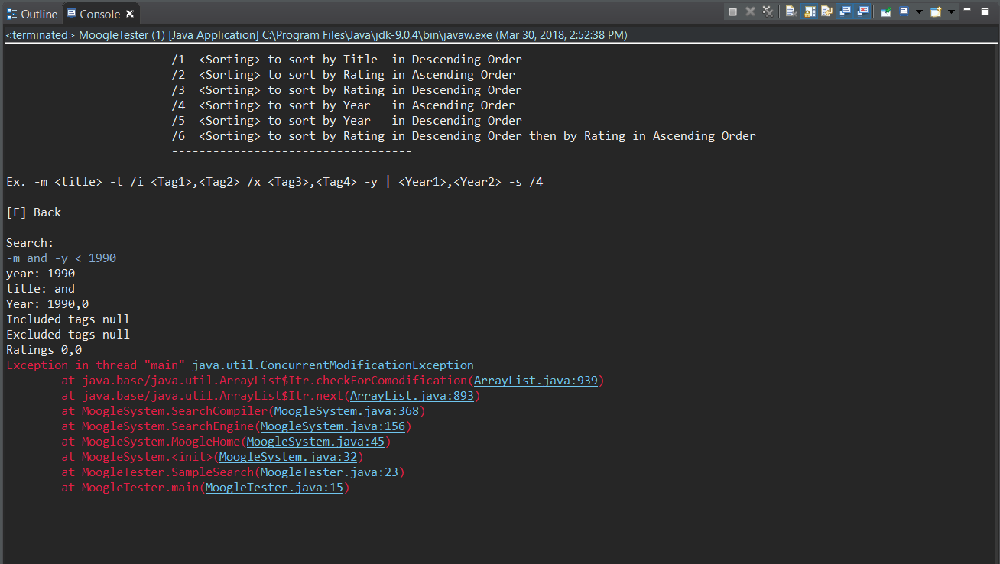 Outline Console
<terminated> MoogleTester (1) [Java Application] C:\Program Files\Java\jdk-9.0.4\bin\javaw.exe (Mar 30, 2018, 2:52:38 PM)
/1  <Sorting> to sort by Title  in Descending Order
/2  <Sorting> to sort by Rating in Ascending Order
/3  <Sorting> to sort by Rating in Descending Order
/4  <Sorting> to sort by Year   in Ascending Order
/5  <Sorting> to sort by Year   in Descending Order
/6  <Sorting> to sort by Rating in Descending Order then by Rating in Ascending Order
-----------------------------------
Ex. -m <title> -t /i <Tag1>,<Tag2> /x <Tag3>,<Tag4> -y | <Year1>,<Year2> -s /4
[E] Back
Search:
-m and -y < 1990
year: 1990
title: and
Year: 1990,0
Included tags null
Excluded tags null
Ratings 0,0
Exception in thread "main" java.util.ConcurrentModificationException
at java.base/java.util.ArrayList$Itr.checkForComodification(ArrayList.java:939)
at java.base/java.util.ArrayList$Itr.next(ArrayList.java:893)
at MoogleSystem.SearchCompiler(MoogleSystem.java:368)
at MoogleSystem.SearchEngine(MoogleSystem.java:156)
at MoogleSystem.MoogleHome(MoogleSystem.java:45)
at MoogleSystem.<init>(MoogleSystem.java:32)
at MoogleTester.SampleSearch(MoogleTester.java:23)
at MoogleTester.main(MoogleTester.java:15)